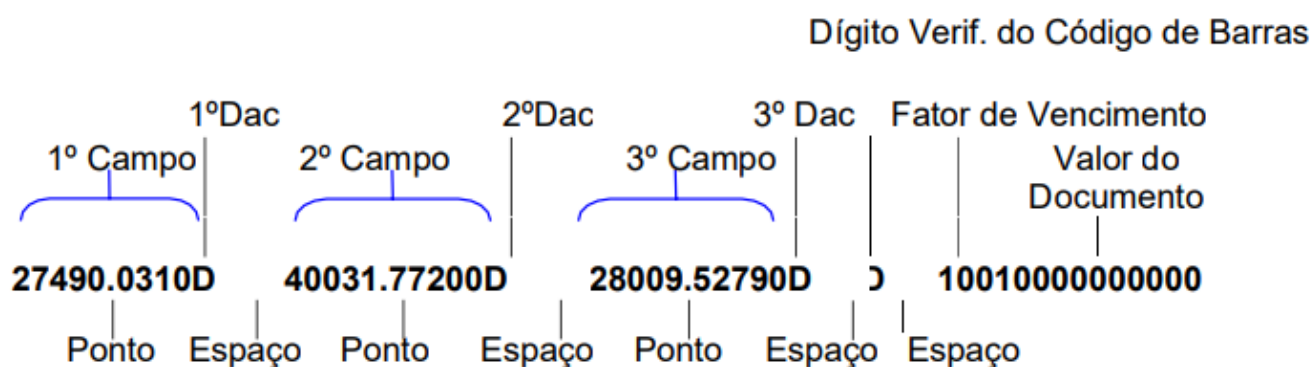 Dígito Verif. do Código de Barras
1ºDac 2ºDac 3º Dac Fator de Vencimento
1º Campo 2º Campo 3º Campo Valor do
Documento
27490.0310D 40031.77200D 28009.52790D D 10010000000000
Ponto Espaço Ponto Espaço Ponto Espaço Espaço